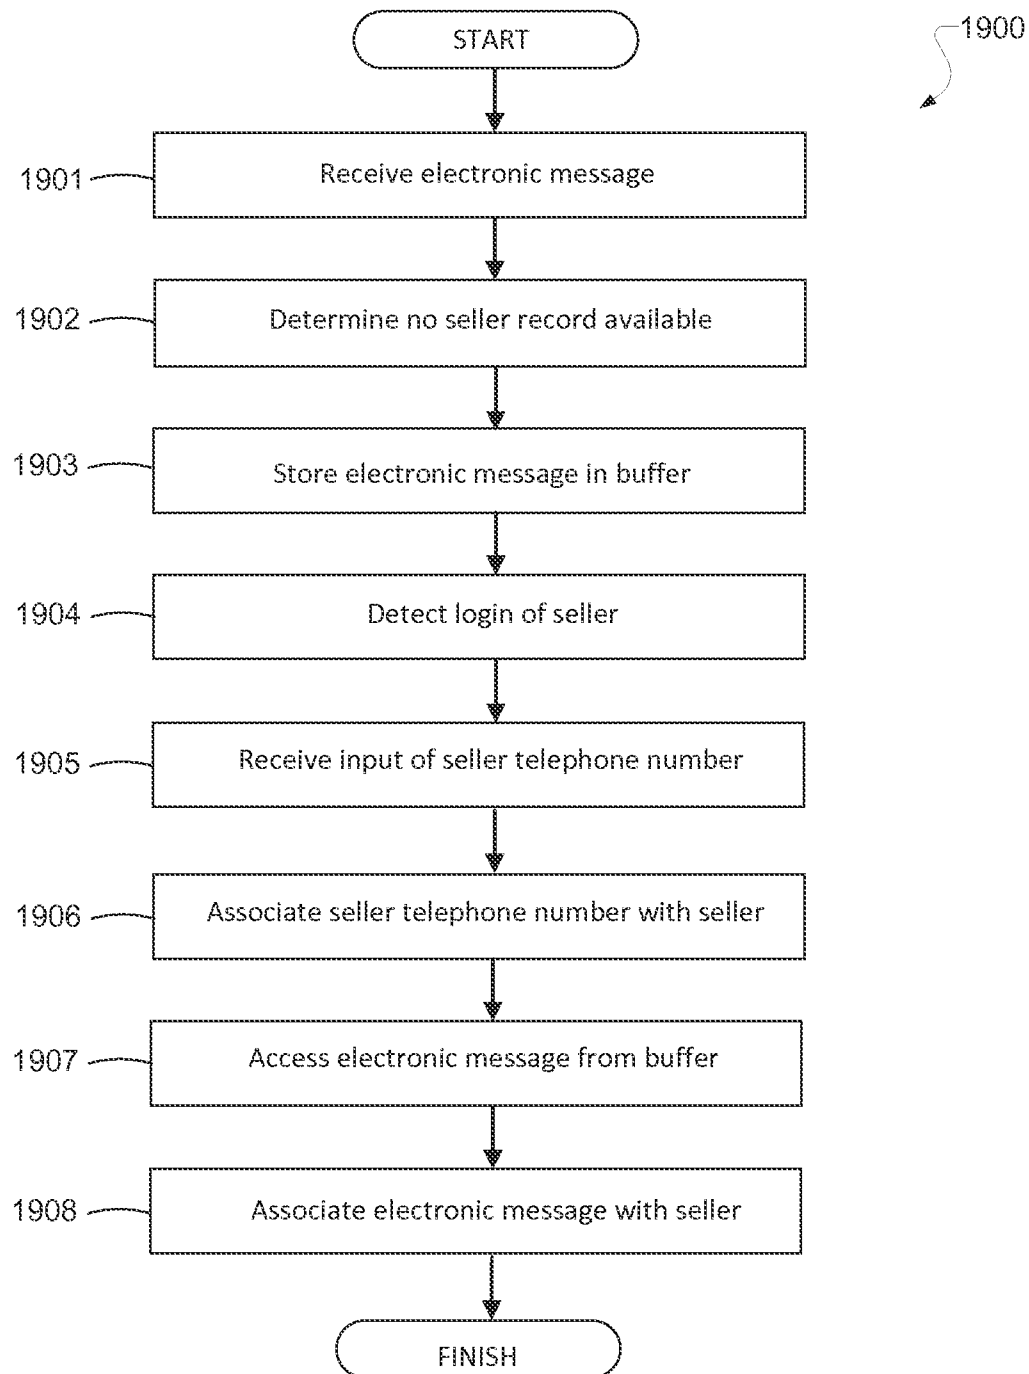 START
1900
1901
Receive electronic message
1902
Determine no seller record available
1903
Store electronic message in buffer
1904
Detect login of seller
1905
Receive input of seller telephone number
1906
Associate seller telephone number with seller
1907
Access electronic message from buffer
1908
Associate electronic message with seller
FINISH